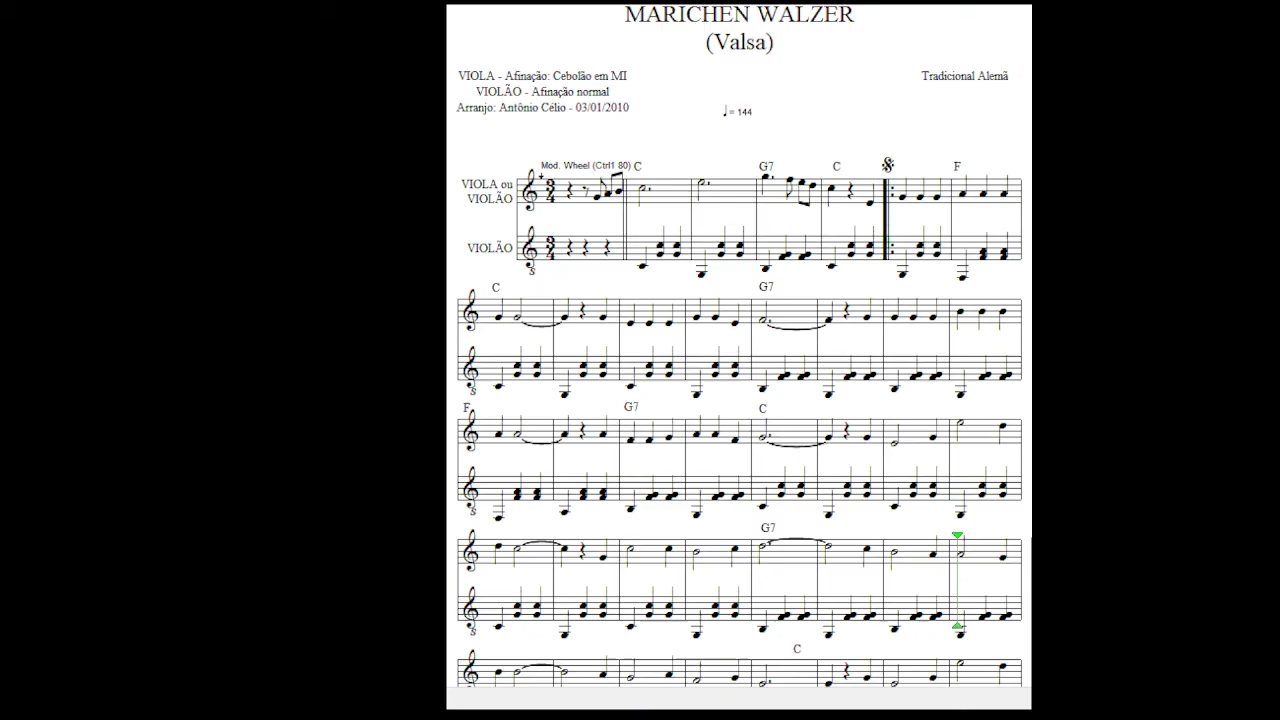 MARICHEN WALZER
(Valsa)
VIOLA - Afinação: Cebolão em MI
Tradicional Alemã
VIOLÃO - Afinação normal
Arranjo: Antônio Célio - 03/01/2010
♩= 144
Mod. Wheel (Ctrl1 80)
C G7 C F
VIOLA ou
VIOLÃO
VIOLÃO
C G7
F G7 C
G7
C